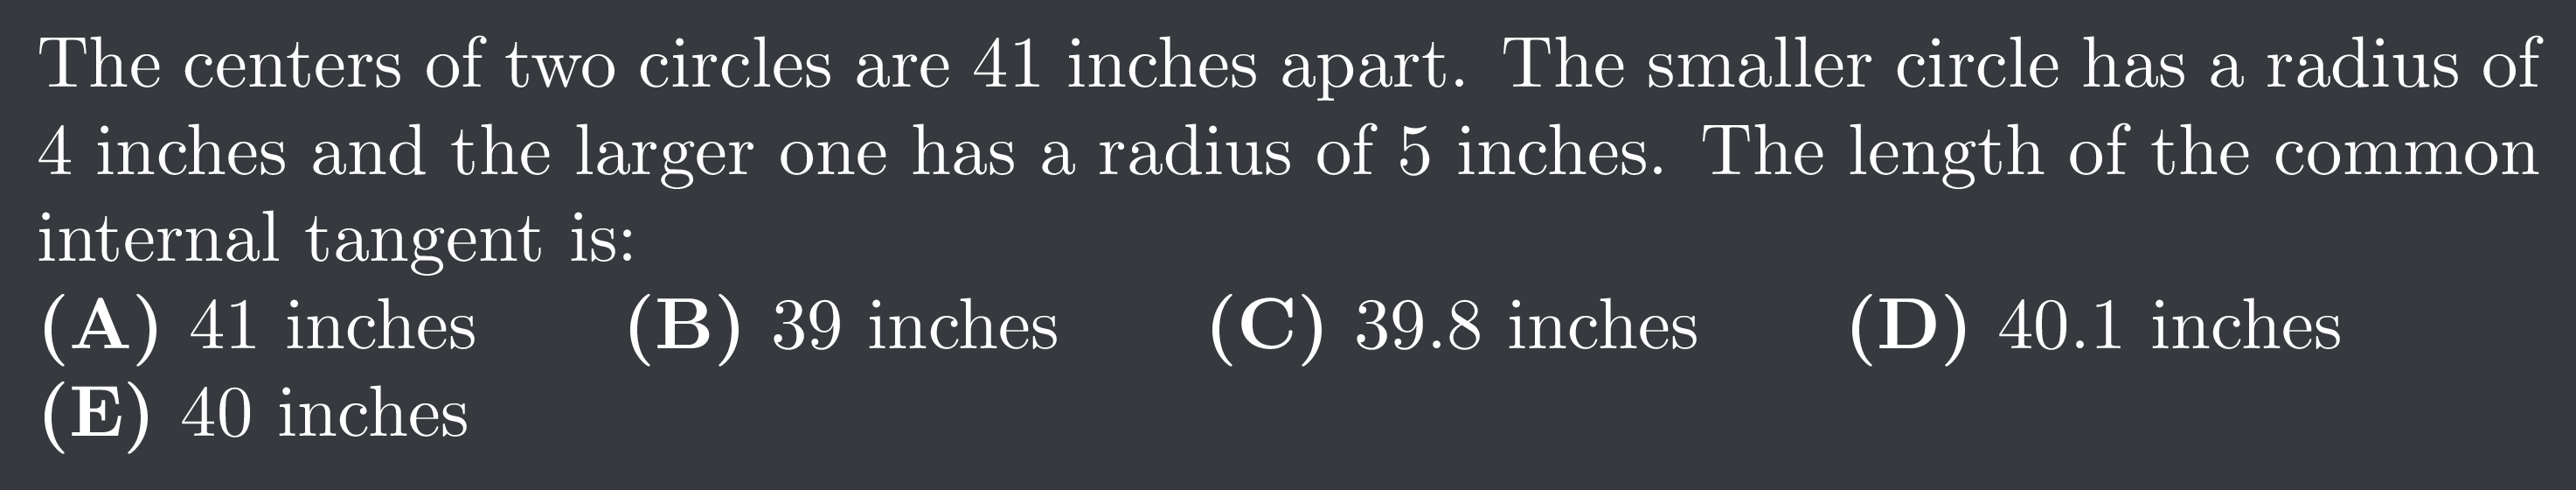 The centers of two circles are 41 inches apart. The smaller circle has a radius of
4 inches and the larger one has a radius of 5 inches. The length of the common
internal tangent is:
(A) 41 inches (B) 39 inches (C) 39.8 inches (D) 40.1 inches
(E) 40 inches